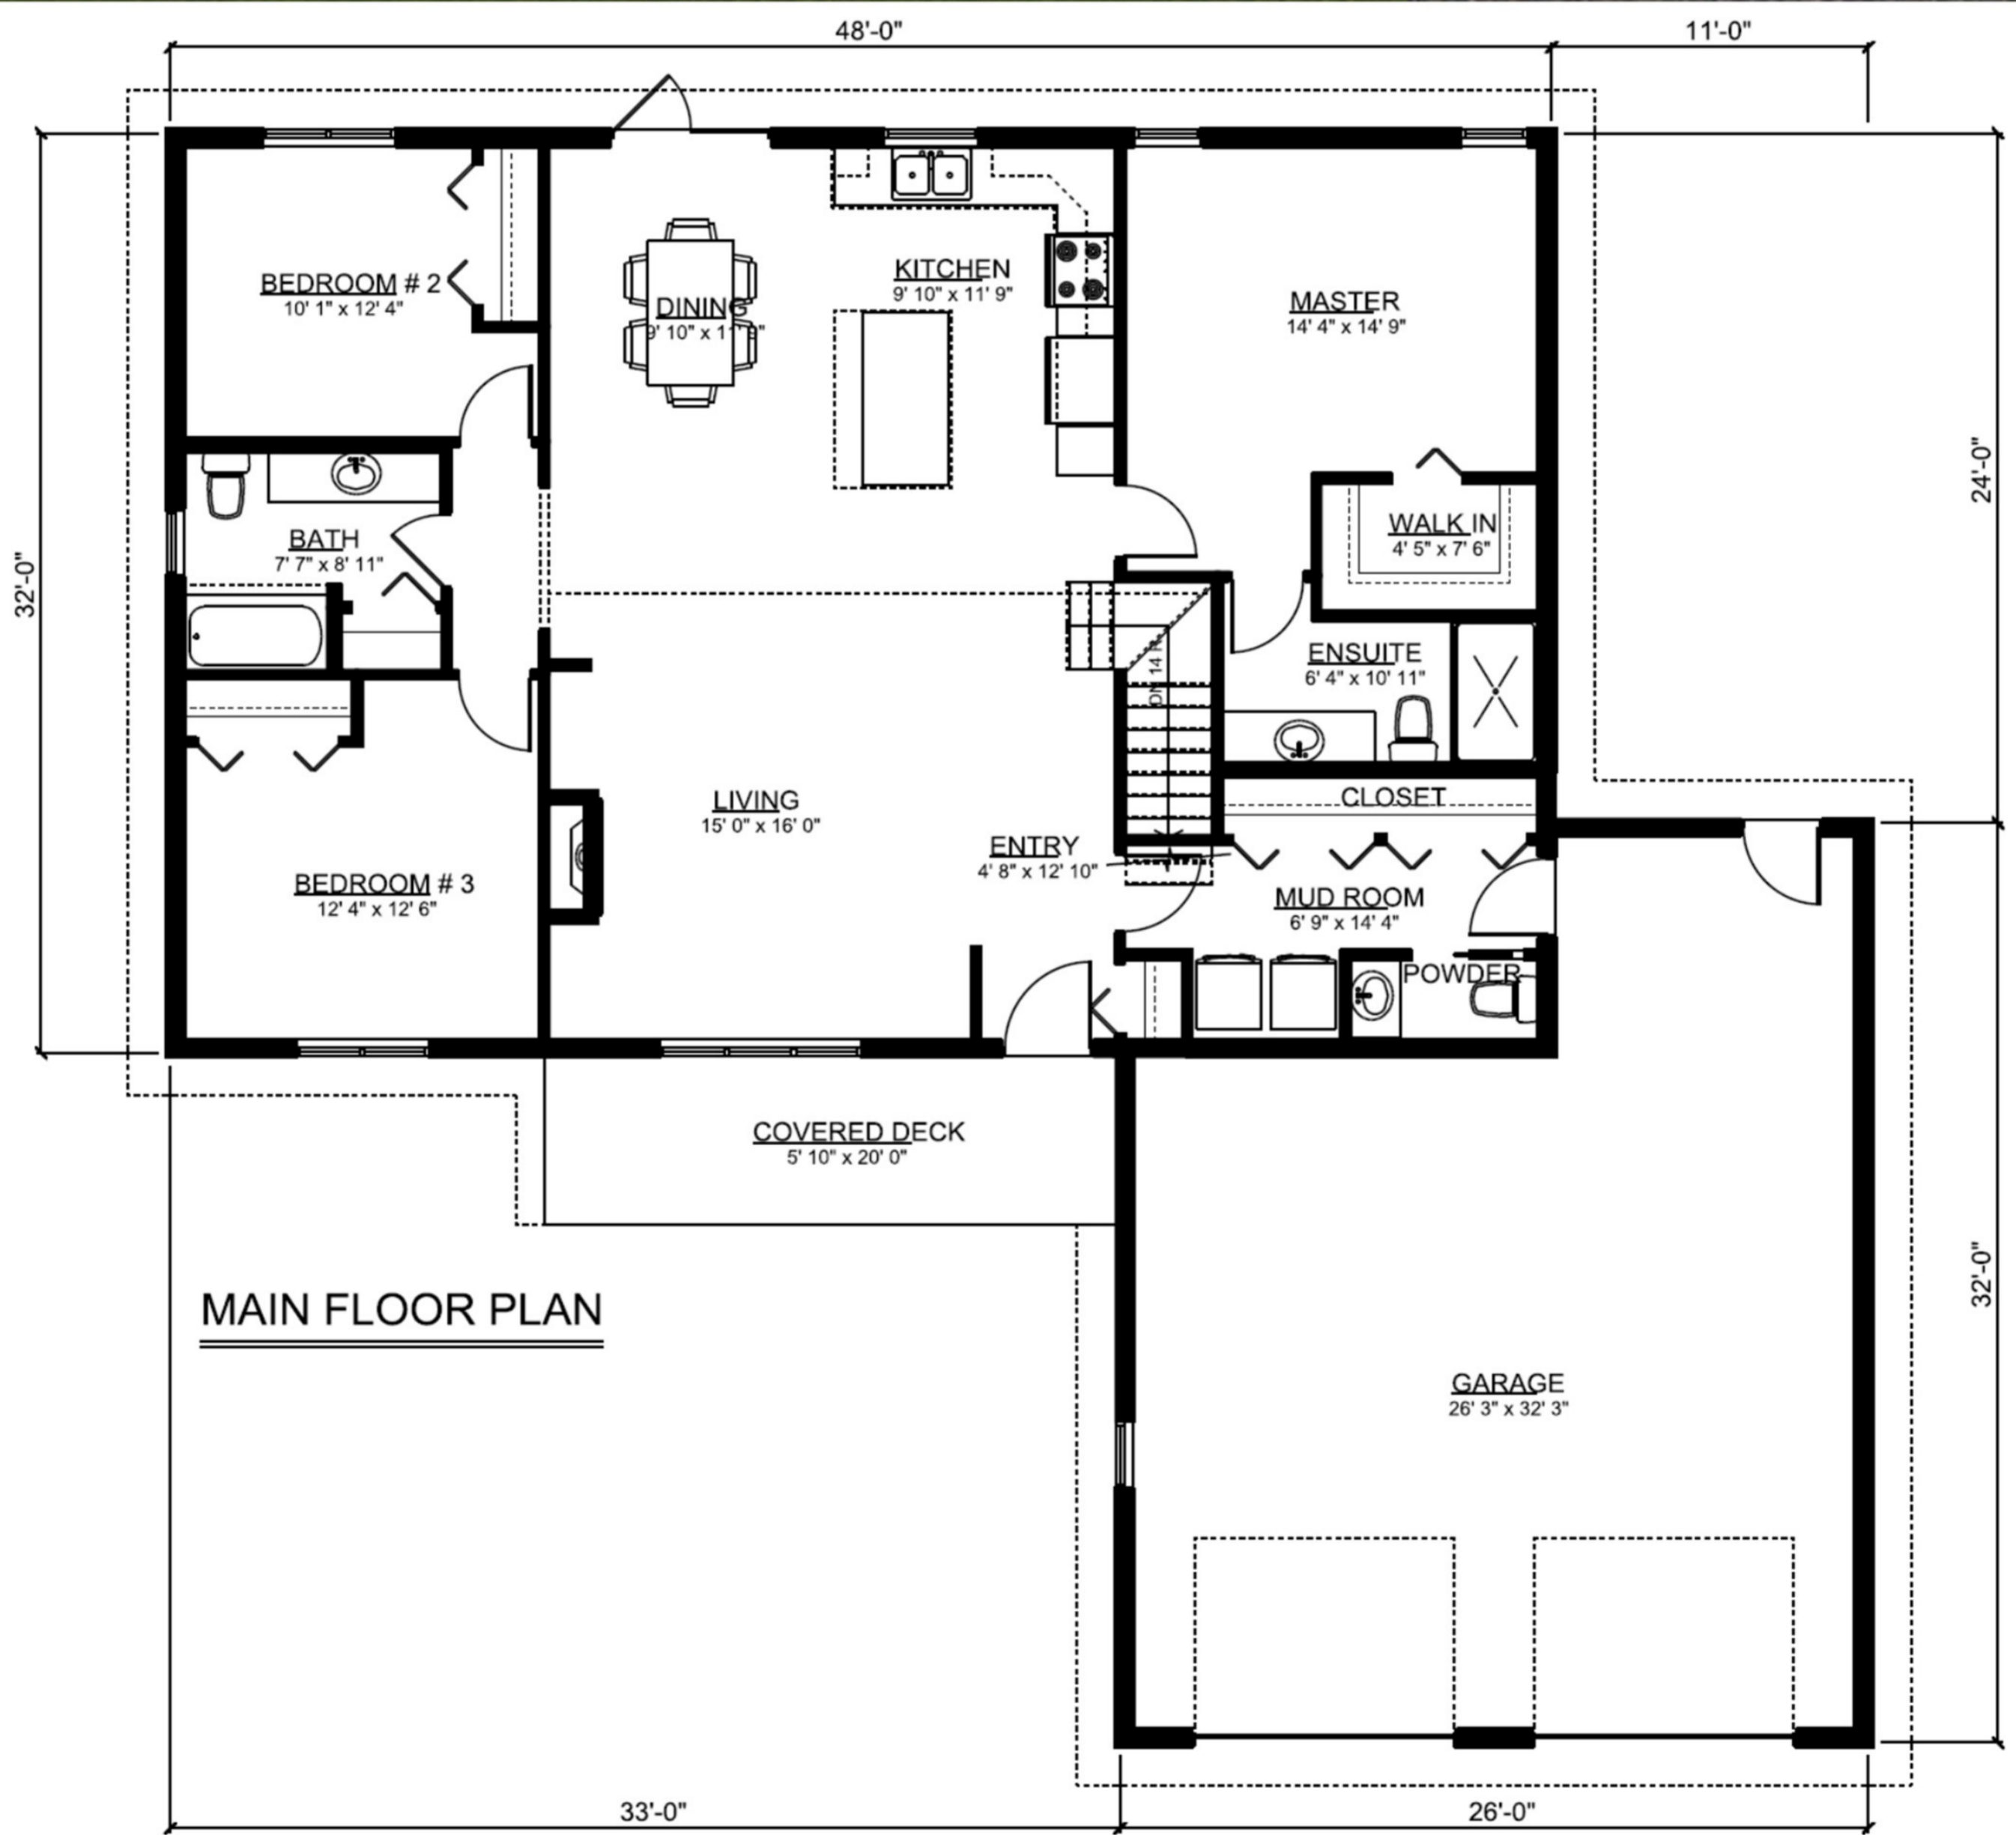 48'-0"
11'-0"
BEDROOM # 2
10' 1" x 12' 4"
DINING
9' 10" x 11' 9"
KITCHEN
9' 10" x 11' 9"
MASTER
14' 4" x 14' 9"
24'-0"
WALK IN
4' 5" x 7' 6"
BATH
7' 7" x 8' 11"
32'-0"
ENSUITE
6' 4" x 10' 11"
DN 14
CLOSET
LIVING
15' 0" x 16' 0"
ENTRY
4' 8" x 12' 10"
BEDROOM # 3
12' 4" x 12' 6"
MUD ROOM
6' 9" x 14' 4"
POWDER
COVERED DECK
5' 10" x 20' 0"
MAIN FLOOR PLAN
32'-0"
GARAGE
26' 3" x 32' 3"
33'-0"
26'-0"